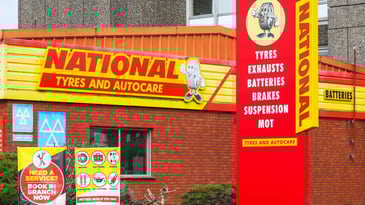 NATIONAL
TYRES AND AUTOCARE
NATIONAL
TYRES
EXHAUSTS
BATTERIES
BRAKES
SUSPENSION
MOT
TYRES AND AUTOCARE
BATTERIES
NEED A
SERVICE?
BOOK IN
BRANCH
NOW